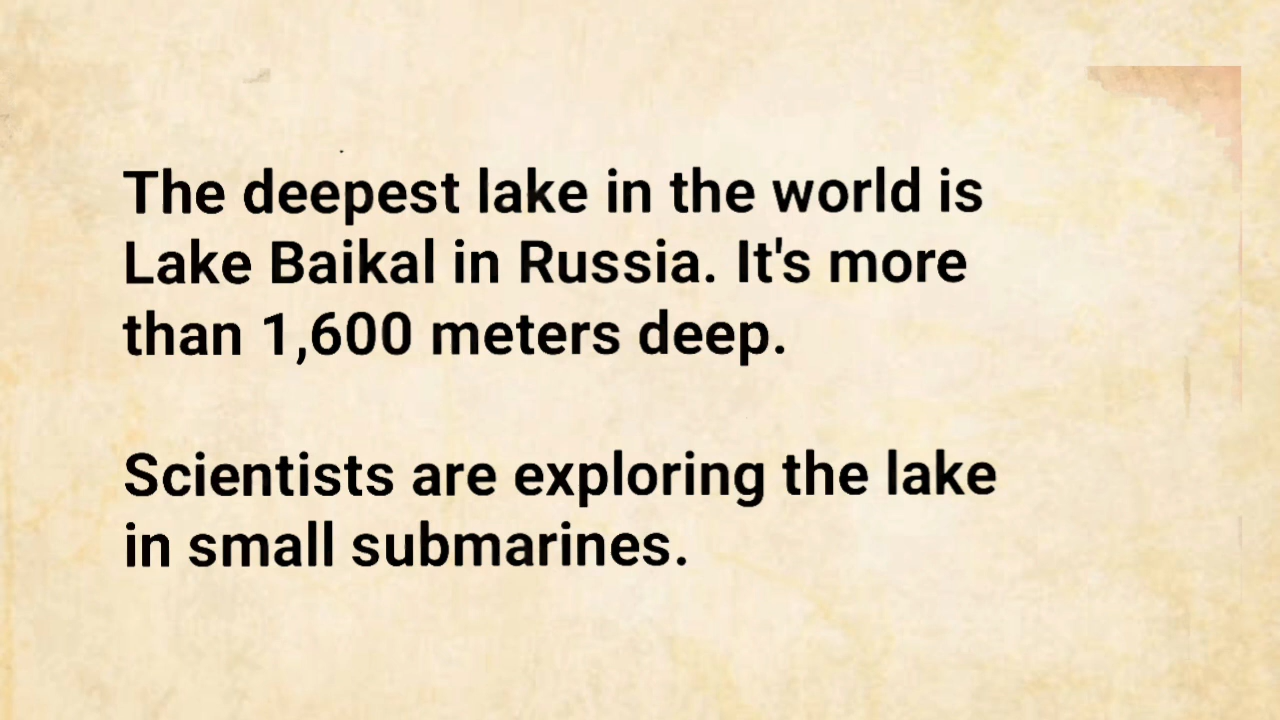 The deepest lake in the world is
Lake Baikal in Russia. It's more
than 1,600 meters deep.
Scientists are exploring the lake
in small submarines.